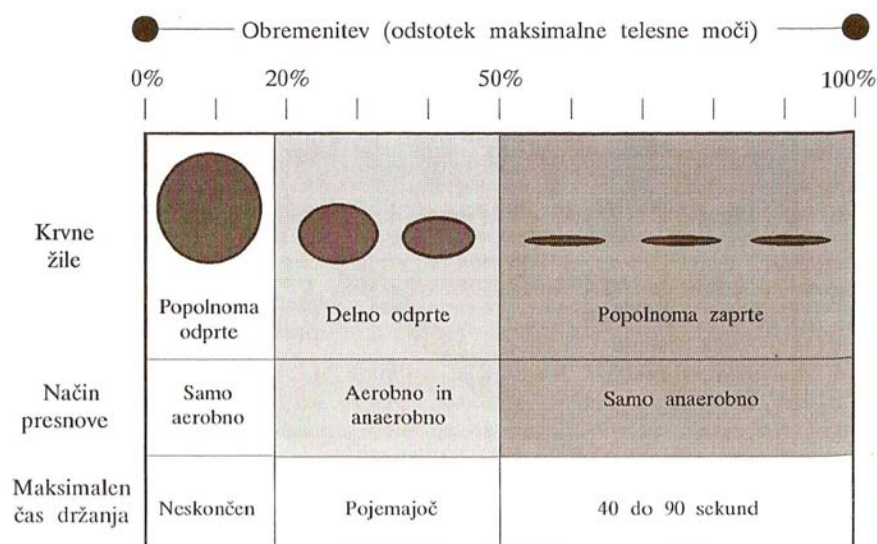 Obremenitev (odstotek maksimalne telesne moči)
0% 20% 50% 100%
Krvne
žile
Popolnoma
odprte
Delno odprte
Popolnoma zaprte
Način
presnove
Samo
aerobno
Aerobno in
anaerobno
Samo anaerobno
Maksimalen
čas držanja
Neskončen
Pojemajoč
40 do 90 sekund